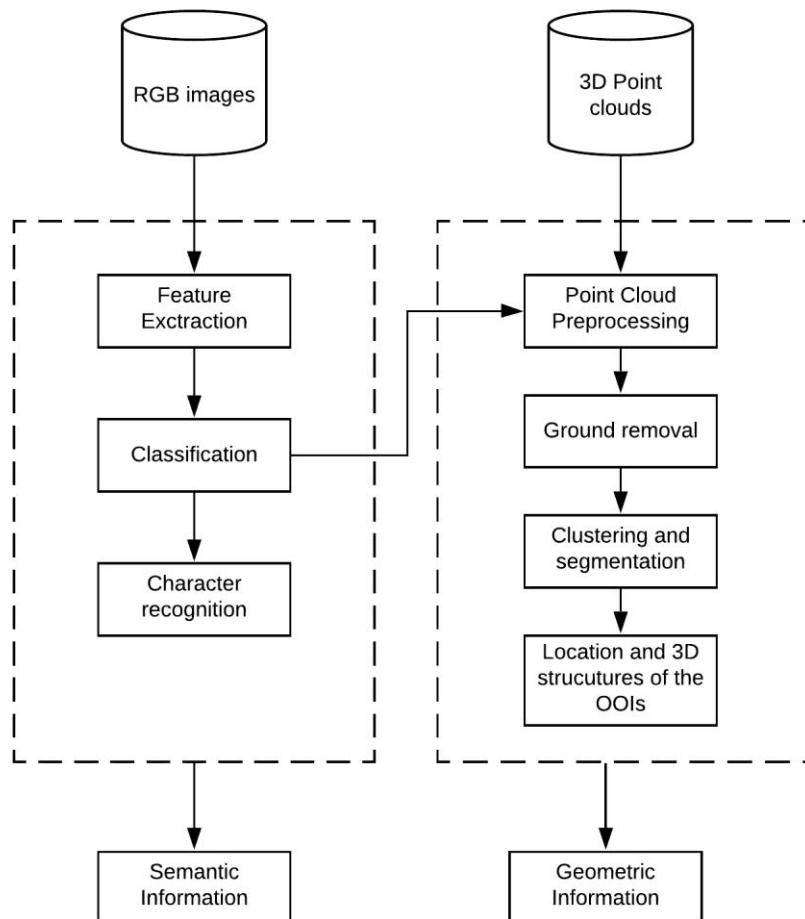 RGB images
3D Point
clouds
Feature
Exctraction
Classification
Character
recognition
Point Cloud
Preprocessing
Ground removal
Clustering and
segmentation
Location and 3D
strucutures of the
OOIs
Semantic
Information
Geometric
Information